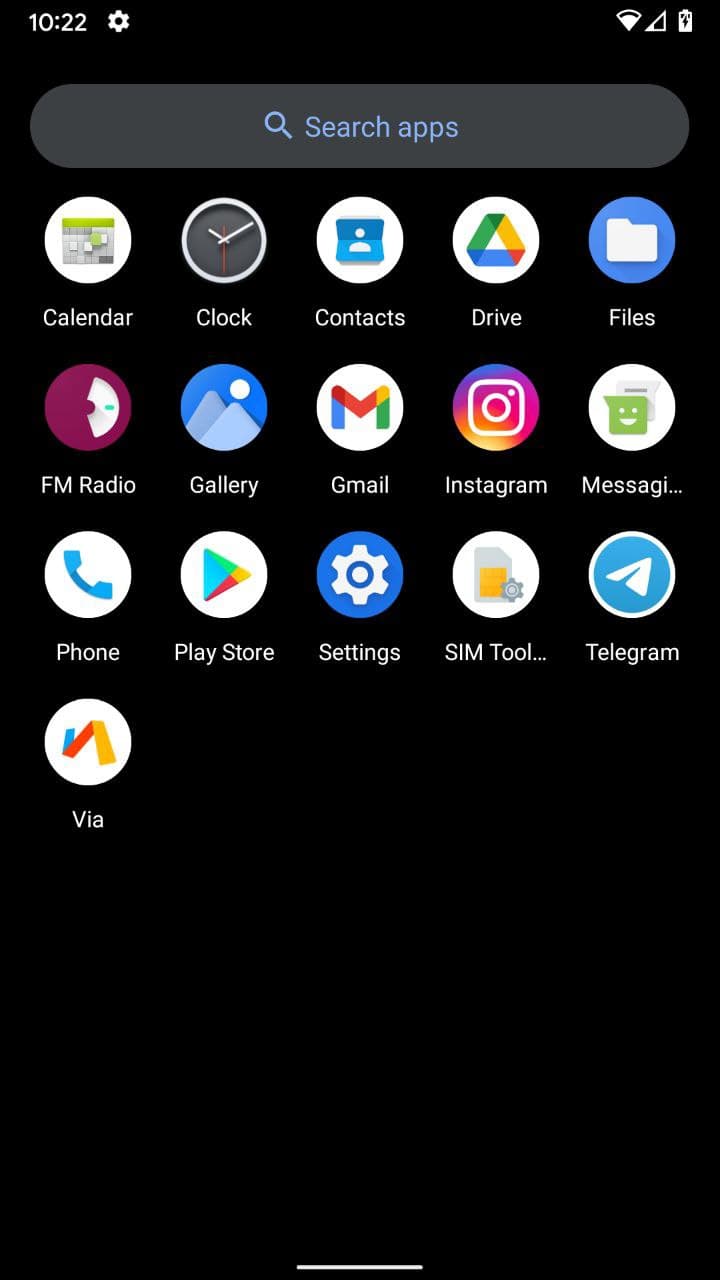 10:22
Search apps
Calendar Clock Contacts Drive Files
FM Radio Gallery Gmail Instagram Messagi...
Phone Play Store Settings SIM Tool... Telegram
Via